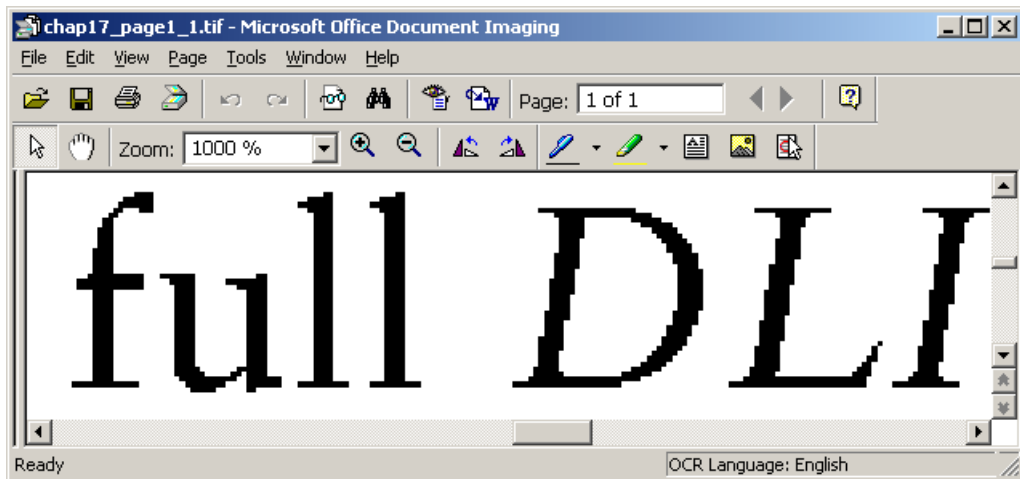 chap17_page1_1.tif - Microsoft Office Document Imaging
File Edit View Page Tools Window Help
Page: 1 of 1
Zoom: 1000 %
full DLI
Ready OCR Language: English